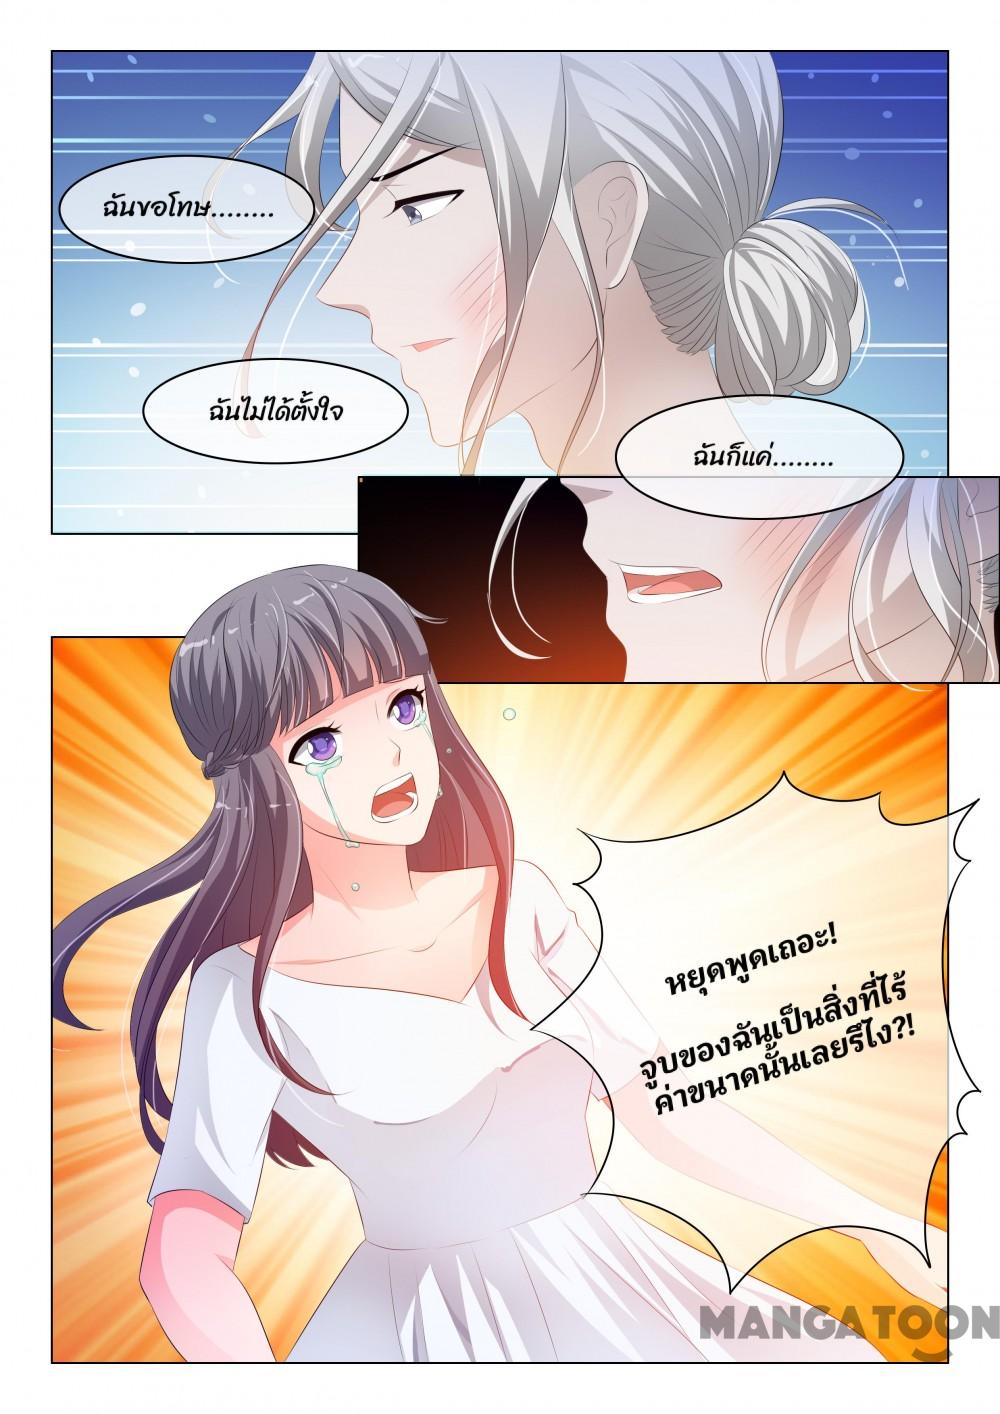 ฉันขอโทษ........
ฉันไม่ได้ตั้งใจ
ฉันก็แค่........
หยุดพูดเถอะ!
จูบของฉันเป็นสิ่งที่ไร้
ค่าขนาดนั้นเลยรึไง?!
MANGATOON